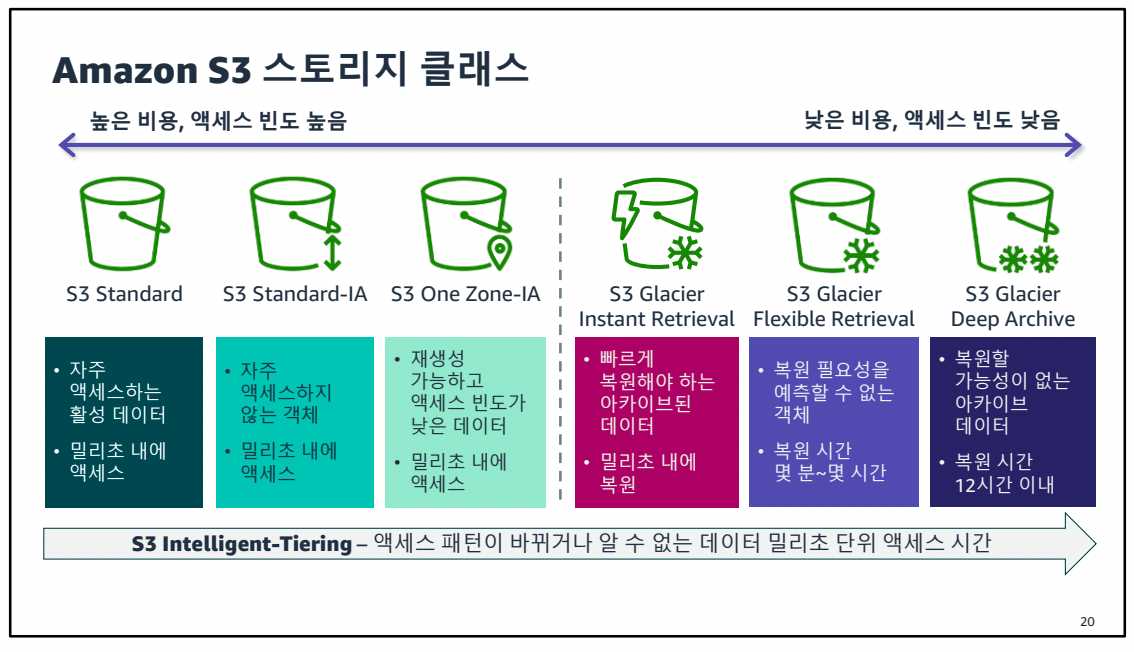 Amazon S3 스토리지 클래스
높은 비용, 액세스 빈도 높음
낮은 비용, 액세스 빈도 낮음
S3 Standard
S3 Standard-IA
S3 One Zone-IA
S3 Glacier
Instant Retrieval
S3 Glacier
Flexible Retrieval
S3 Glacier
Deep Archive
• 자주
액세스하는
활성 데이터
• 밀리초 내에
액세스
• 자주
액세스하지
않는 객체
• 밀리초 내에
액세스
• 재생성
가능하고
액세스 빈도가
낮은 데이터
• 밀리초 내에
액세스
• 빠르게
복원해야 하는
아카이브된
데이터
• 밀리초 내에
복원
• 복원 필요성을
예측할 수 없는
객체
• 복원 시간
몇 분~몇 시간
• 복원할
가능성이 없는
아카이브
데이터
• 복원 시간
12시간 이내
S3 Intelligent-Tiering – 액세스 패턴이 바뀌거나 알 수 없는 데이터 밀리초 단위 액세스 시간
20